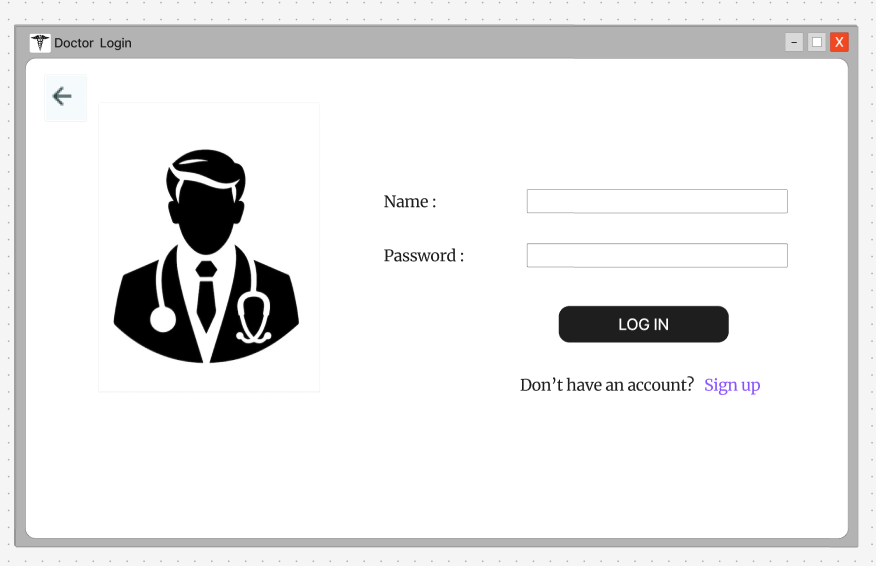 Doctor Login
X
Name :
Password :
LOG IN
Don’t have an account? Sign up